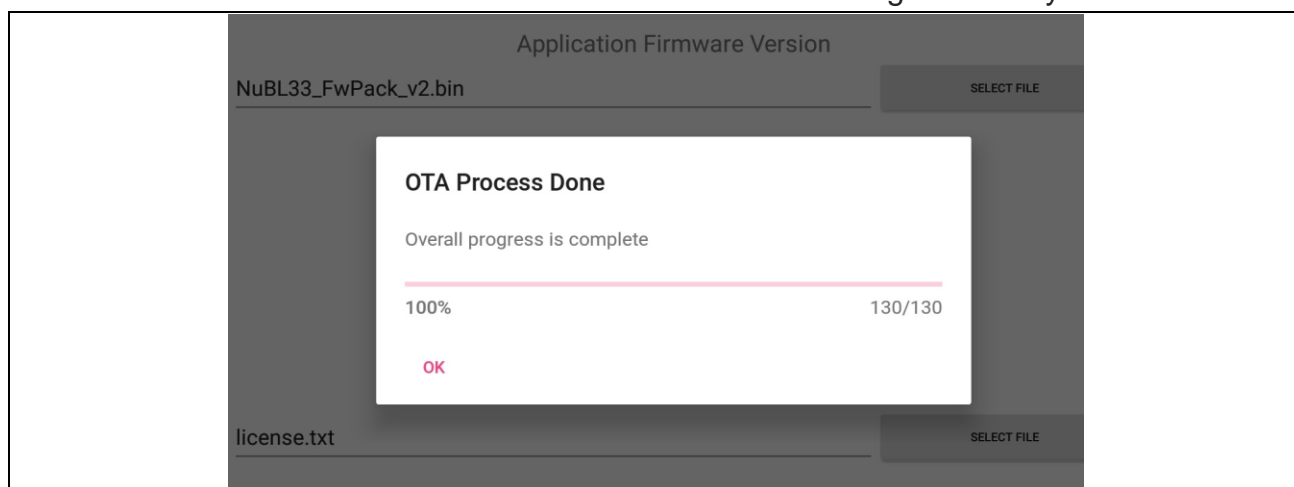 Application Firmware Version
NuBL33_FwPack_v2.bin SELECT FILE
OTA Process Done
Overall progress is complete
100% 130/130
OK
license.txt SELECT FILE